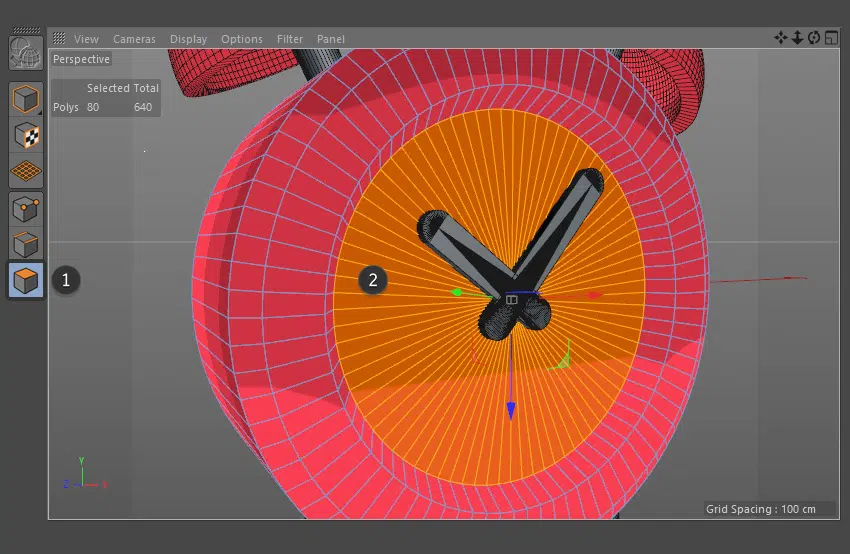 View Cameras Display Options Filter Panel
Perspective
Selected Total
Polys 80 640
1
2
Y
Z X
Grid Spacing : 100 cm